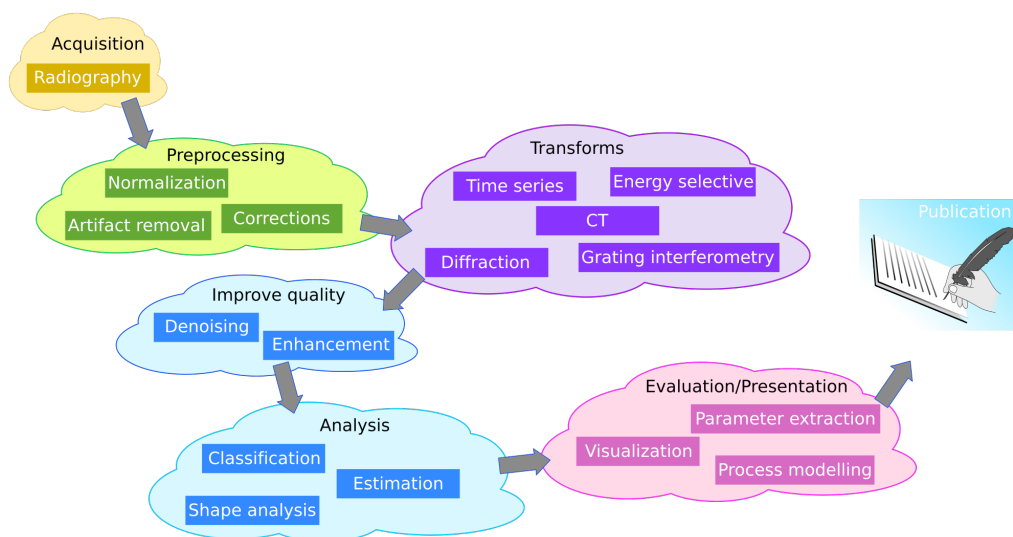 Acquisition
Radiography
Preprocessing
Normalization
Artifact removal
Corrections
Transforms
Time series
Energy selective
CT
Diffraction
Grating interferometry
Improve quality
Denoising
Enhancement
Analysis
Classification
Estimation
Shape analysis
Evaluation/Presentation
Parameter extraction
Visualization
Process modelling
Publication